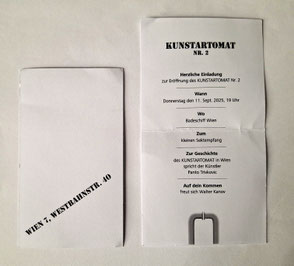 WIEN 7, WESTBAHNSTR. 40
KUNSTARTOMAT
NR. 2
Herzliche Einladung
zur Eröffnung des KUNSTARTOMAT Nr. 2
Wann
Donnerstag den 11. Sept. 2025, 19 Uhr
Wo
Badeschiff Wien
Zum
kleinen Sektempfang
Zur Geschichte
des KUNSTARTOMAT in Wien
spricht der Künstler
Auf dein Kommen
freut sich Walter Kanov